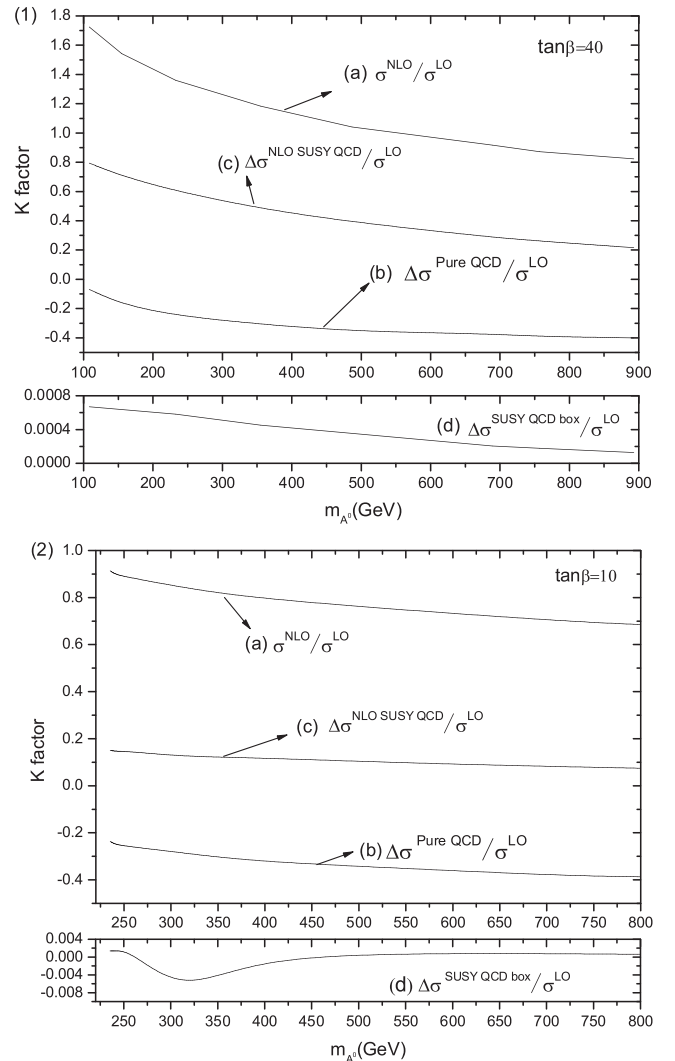 (1)
1.8
tanβ=40
1.6
(a) σ^NLO/σ^LO
1.4
1.2
1.0
(c) Δσ^NLO SUSY QCD/σ^LO
0.8
K factor
0.6
0.4
(b) Δσ^Pure QCD/σ^LO
0.2
0.0
-0.2
-0.4
100 200 300 400 500 600 700 800 900
0.0008
(d) Δσ^SUSY QCD box/σ^LO
0.0004
0.0000
100 200 300 400 500 600 700 800 900
m_A⁰(GeV)
(2)
1.0
tanβ=10
0.8
(a) σ^NLO/σ^LO
0.6
0.4
(c) Δσ^NLO SUSY QCD/σ^LO
K factor
0.2
0.0
-0.2
(b) Δσ^Pure QCD/σ^LO
-0.4
250 300 350 400 450 500 550 600 650 700 750 800
0.004
0.000
-0.004
(d) Δσ^SUSY QCD box/σ^LO
-0.008
250 300 350 400 450 500 550 600 650 700 750 800
m_A⁰(GeV)